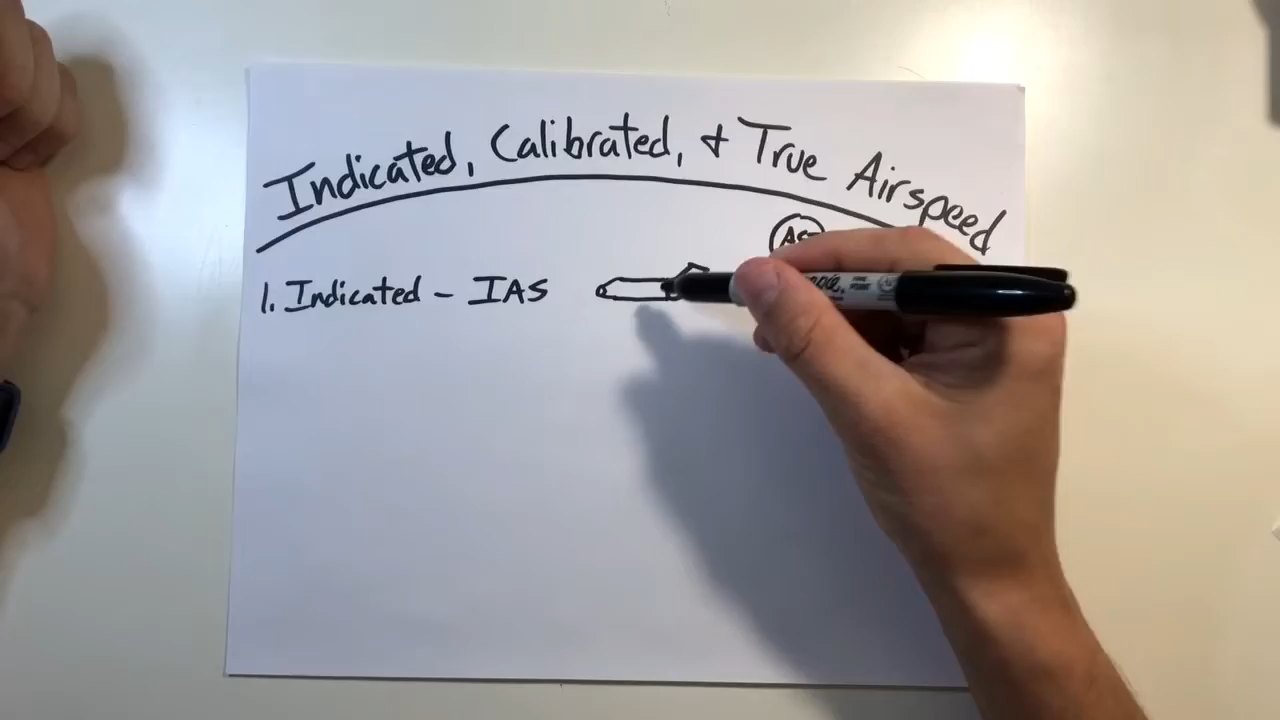 Indicated, Calibrated, & True Airspeed
1. Indicated - IAS